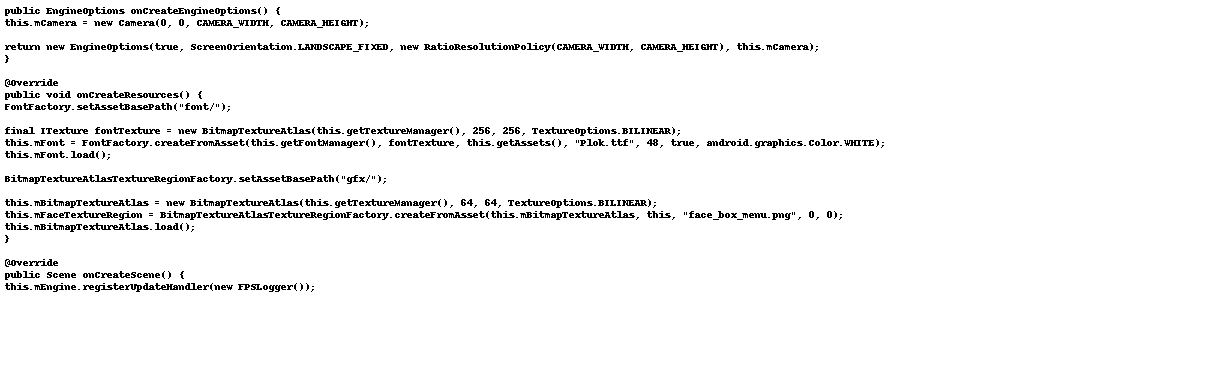 public EngineOptions onCreateEngineOptions() {
this.mCamera = new Camera(0, 0, CAMERA_WIDTH, CAMERA_HEIGHT);
return new EngineOptions(true, ScreenOrientation.LANDSCAPE_FIXED, new RatioResolutionPolicy(CAMERA_WIDTH, CAMERA_HEIGHT), this.mCamera);
}
@Override
public void onCreateResources() {
FontFactory.setAssetBasePath("font/");
final ITexture fontTexture = new BitmapTextureAtlas(this.getTextureManager(), 256, 256, TextureOptions.BILINEAR);
this.mFont = FontFactory.createFromAsset(this.getFontManager(), fontTexture, this.getAssets(), "Plok.ttf", 48, true, android.graphics.Color.WHITE);
this.mFont.load();
BitmapTextureAtlasTextureRegionFactory.setAssetBasePath("gfx/");
this.mBitmapTextureAtlas = new BitmapTextureAtlas(this.getTextureManager(), 64, 64, TextureOptions.BILINEAR);
this.mFaceTextureRegion = BitmapTextureAtlasTextureRegionFactory.createFromAsset(this.mBitmapTextureAtlas, this, "face_box_menu.png", 0, 0);
this.mBitmapTextureAtlas.load();
}
@Override
public Scene onCreateScene() {
this.mEngine.registerUpdateHandler(new FPSLogger());